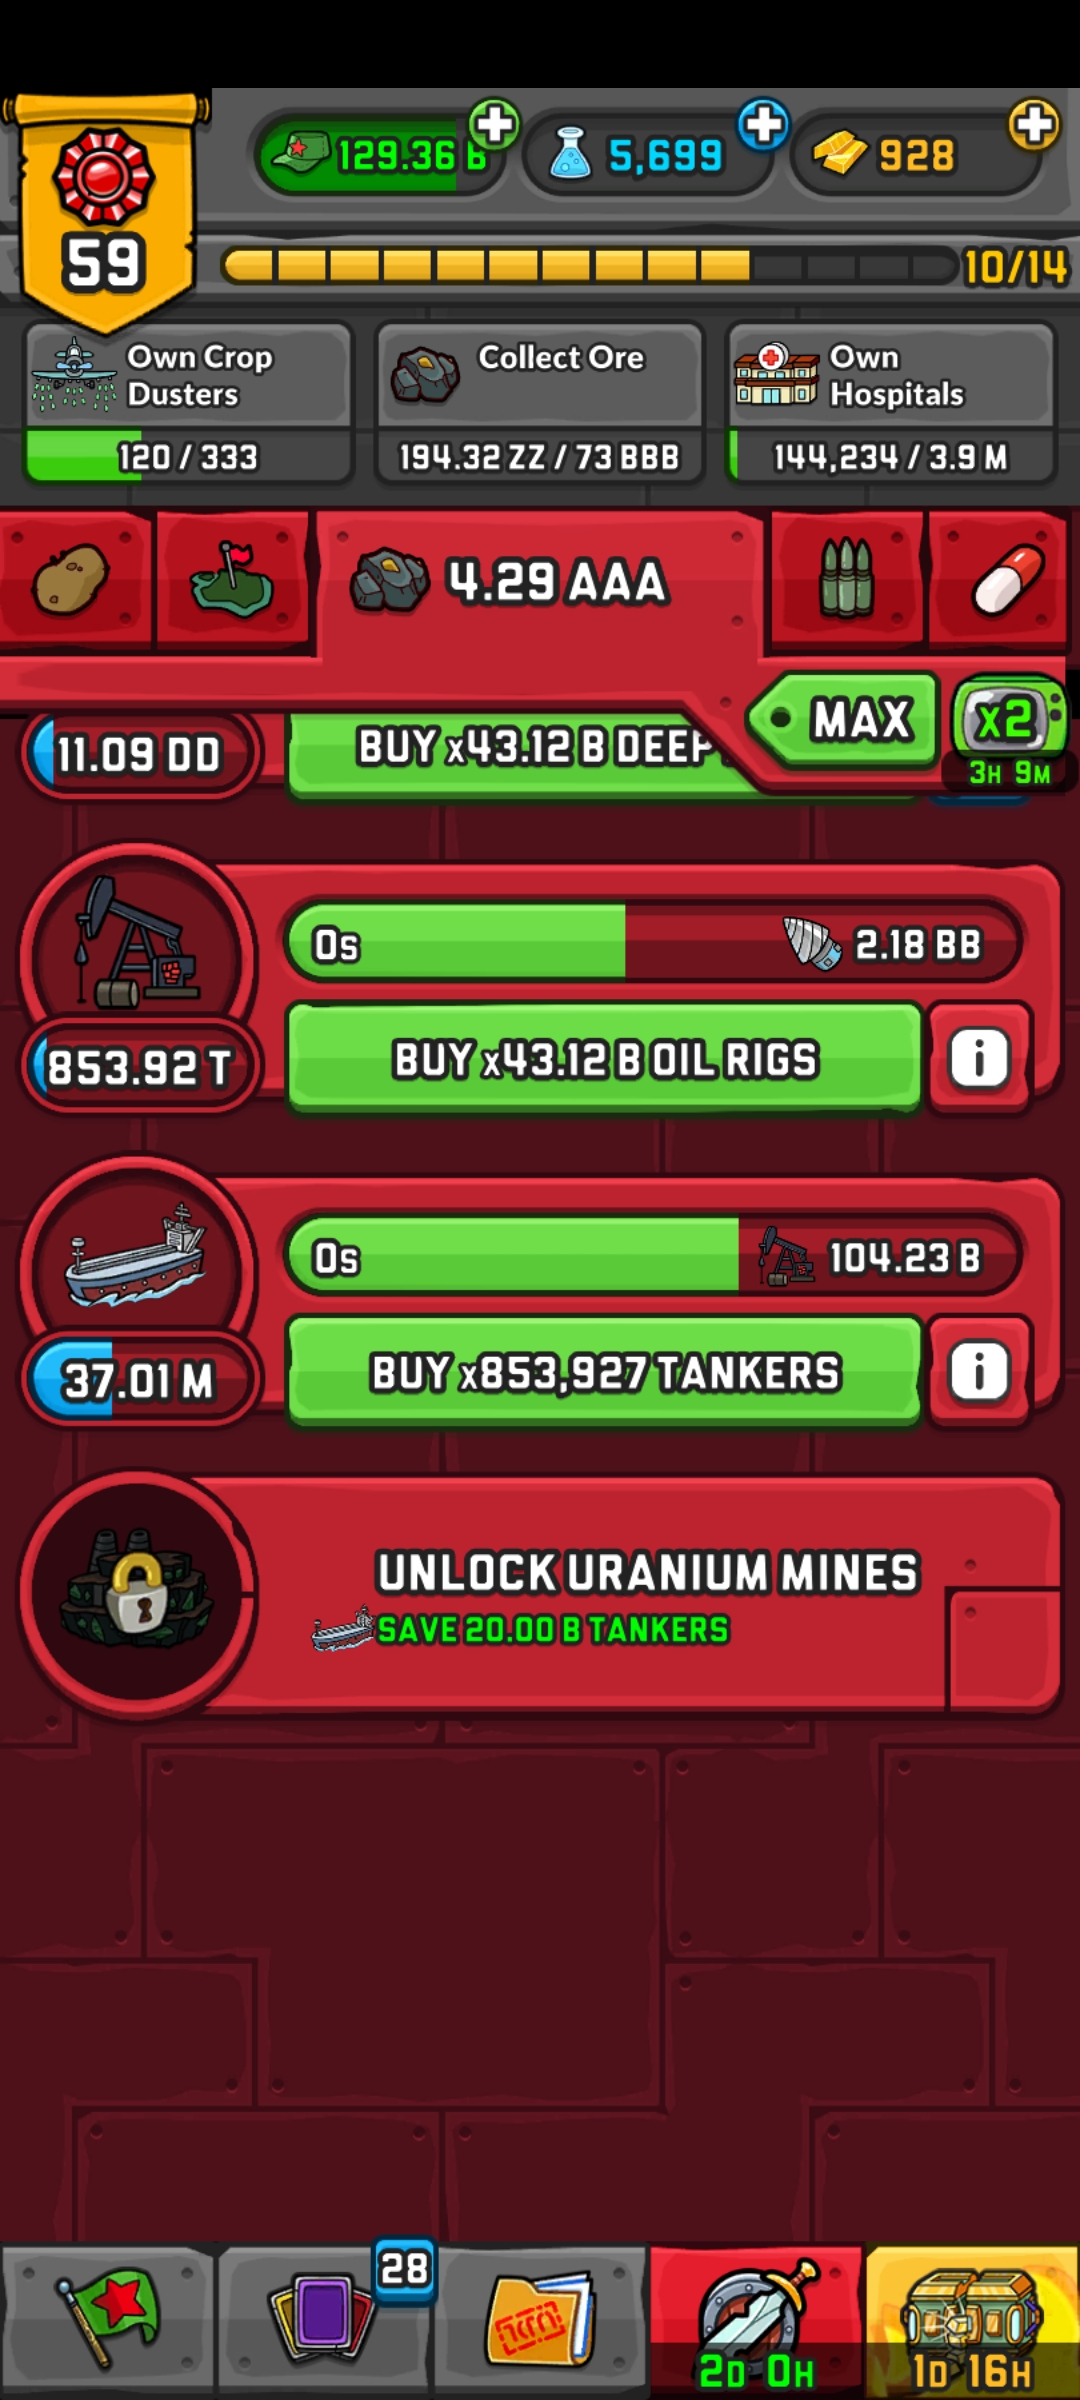 129.36 B
5,699
928
59
10/14
Own Crop
Dusters
120 / 333
Collect Ore
194.32 ZZ / 73 BBB
Own
Hospitals
144,234 / 3.9 M
4.29 AAA
MAX
x2
3H 9M
11.09 DD
BUY x43.12 B DEEP
0s
2.18 BB
853.92 T
BUY x43.12 B OIL RIGS
i
0s
104.23 B
37.01 M
BUY x853,927 TANKERS
i
UNLOCK URANIUM MINES
SAVE 20.00 B TANKERS
28
2D 0H
1D 16H